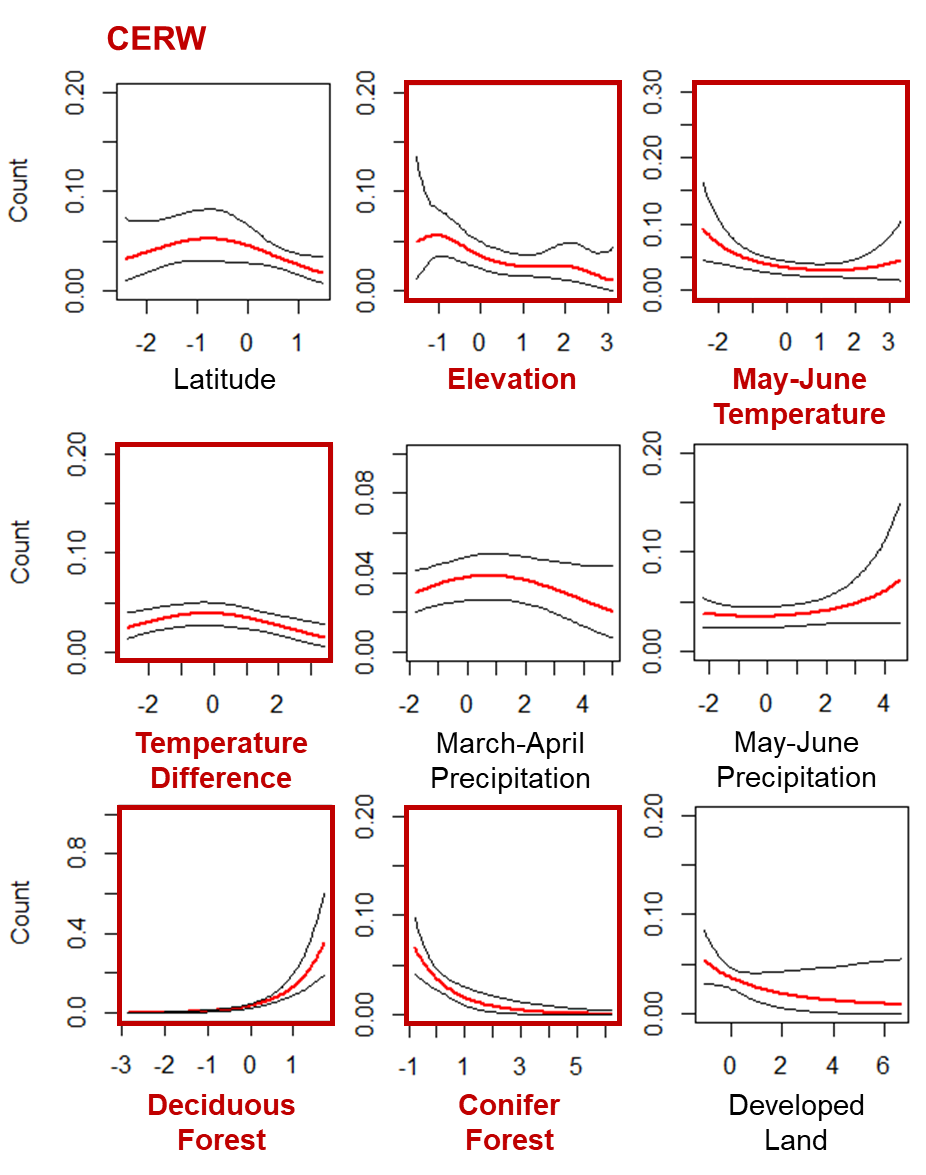 CERW
Count
0.00 0.10 0.20
-2 -1 0 1
Latitude
0.00 0.10 0.20
-1 0 1 2 3
Elevation
0.00 0.10 0.20 0.30
-2 0 1 2 3
May-June
Temperature
Count
0.00 0.10 0.20
-2 0 2
Temperature
Difference
0.00 0.04 0.08
-2 0 2 4
March-April
Precipitation
0.00 0.10 0.20
-2 0 2 4
May-June
Precipitation
Count
0.0 0.4 0.8
-3 -2 -1 0 1
Deciduous
Forest
0.00 0.10 0.20
-1 1 3 5
Conifer
Forest
0.00 0.10 0.20
0 2 4 6
Developed
Land